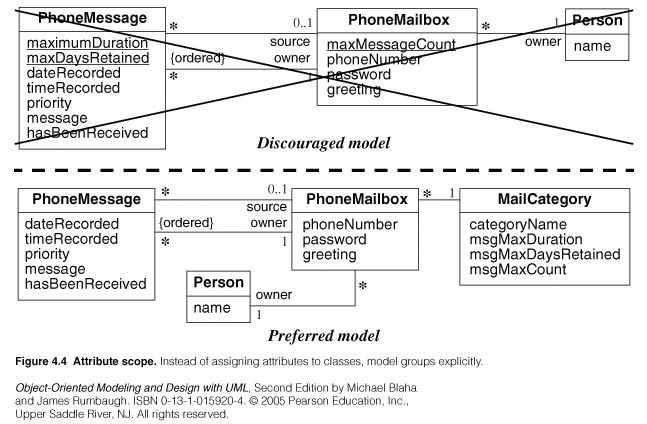 PhoneMessage
maximumDuration
maxDaysRetained
dateRecorded
timeRecorded
priority
message
hasBeenReceived
* 0..1
source
{ordered} owner
* 1
PhoneMailbox
maxMessageCount
phoneNumber
password
greeting
* 1
owner
Person
name
Discouraged model
PhoneMessage
dateRecorded
timeRecorded
priority
message
hasBeenReceived
* 0..1
source
{ordered} owner
* 1
PhoneMailbox
phoneNumber
password
greeting
* 1
MailCategory
categoryName
msgMaxDuration
msgMaxDaysRetained
msgMaxCount
Person
name
owner *
1
Preferred model
Figure 4.4 Attribute scope. Instead of assigning attributes to classes, model groups explicitly.
Object-Oriented Modeling and Design with UML, Second Edition by Michael Blaha
and James Rumbaugh. ISBN 0-13-1-015920-4. © 2005 Pearson Education, Inc.,
Upper Saddle River, NJ. All rights reserved.